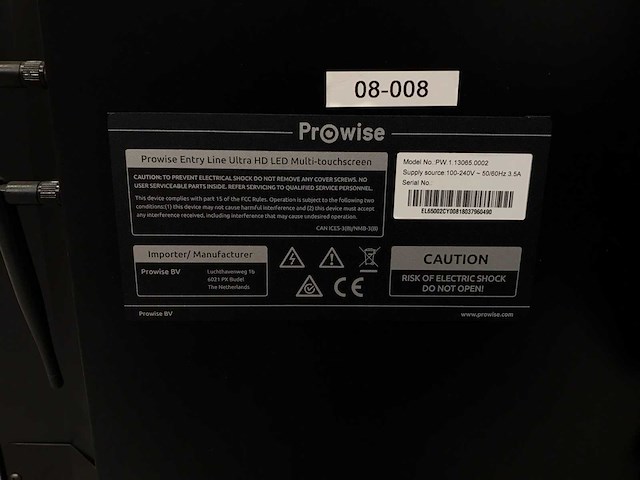 08-008
Prowise
Prowise Entry Line Ultra HD LED Multi-touchscreen
CAUTION: TO PREVENT ELECTRICAL SHOCK DO NOT REMOVE ANY COVER SCREWS. NO
USER SERVICEABLE PARTS INSIDE. REFER SERVICING TO QUALIFIED SERVICE PERSONNEL.
This device complies with part 15 of the FCC Rules. Operation is subject to the following two
conditions:(1) this device may not cause harmful interference and (2) this device must accept
any interference received, including interference that may cause undesired operation.
CAN ICES-3(B)/NMB-3(B)
Model No. PW.1.13065.0002
Supply source:100-240V ~ 50/60Hz 3.5A
Serial No.
EL65002CY00818037960490
Importer/ Manufacturer
Prowise BV
Luchthavenweg 1b
6021 PX Budel
The Netherlands
CE
CAUTION
RISK OF ELECTRIC SHOCK
DO NOT OPEN!
Prowise BV
www.prowise.com